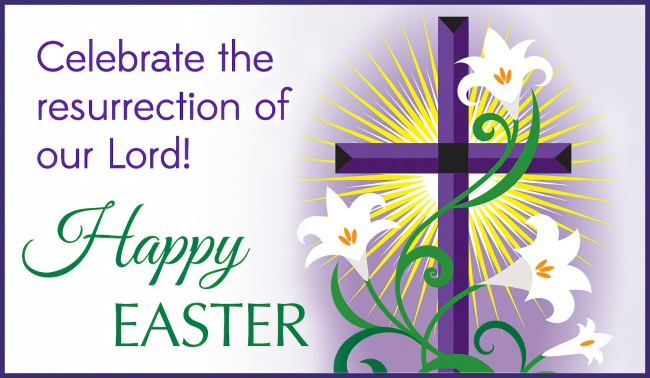 Celebrate the
resurrection of
our Lord!
Happy
EASTER